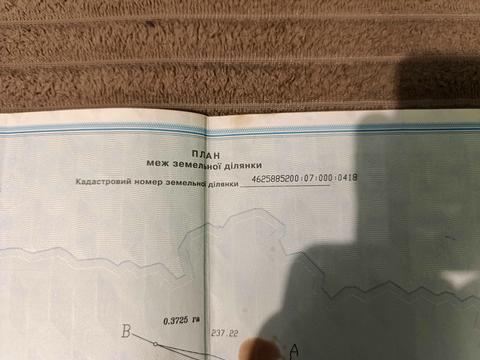 ПЛАН
меж земельної ділянки
Кадастровий номер земельної ділянки 4625885200:07:000:0418
0.3725 га
B
237.22
A